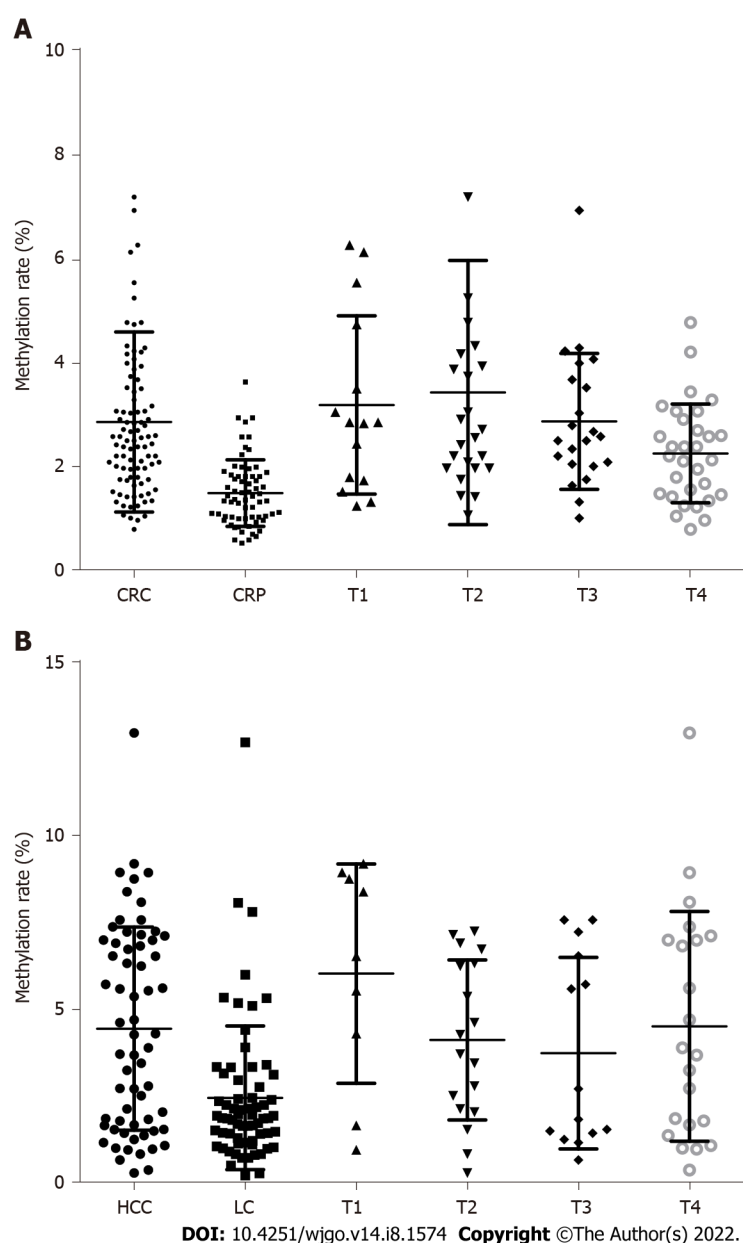 A
10
8
6
4
2
0
Methylation rate (%)
CRC CRP T1 T2 T3 T4
B
15
10
5
0
Methylation rate (%)
HCC LC T1 T2 T3 T4
DOI: 10.4251/wjgo.v14.i8.1574 Copyright ©The Author(s) 2022.